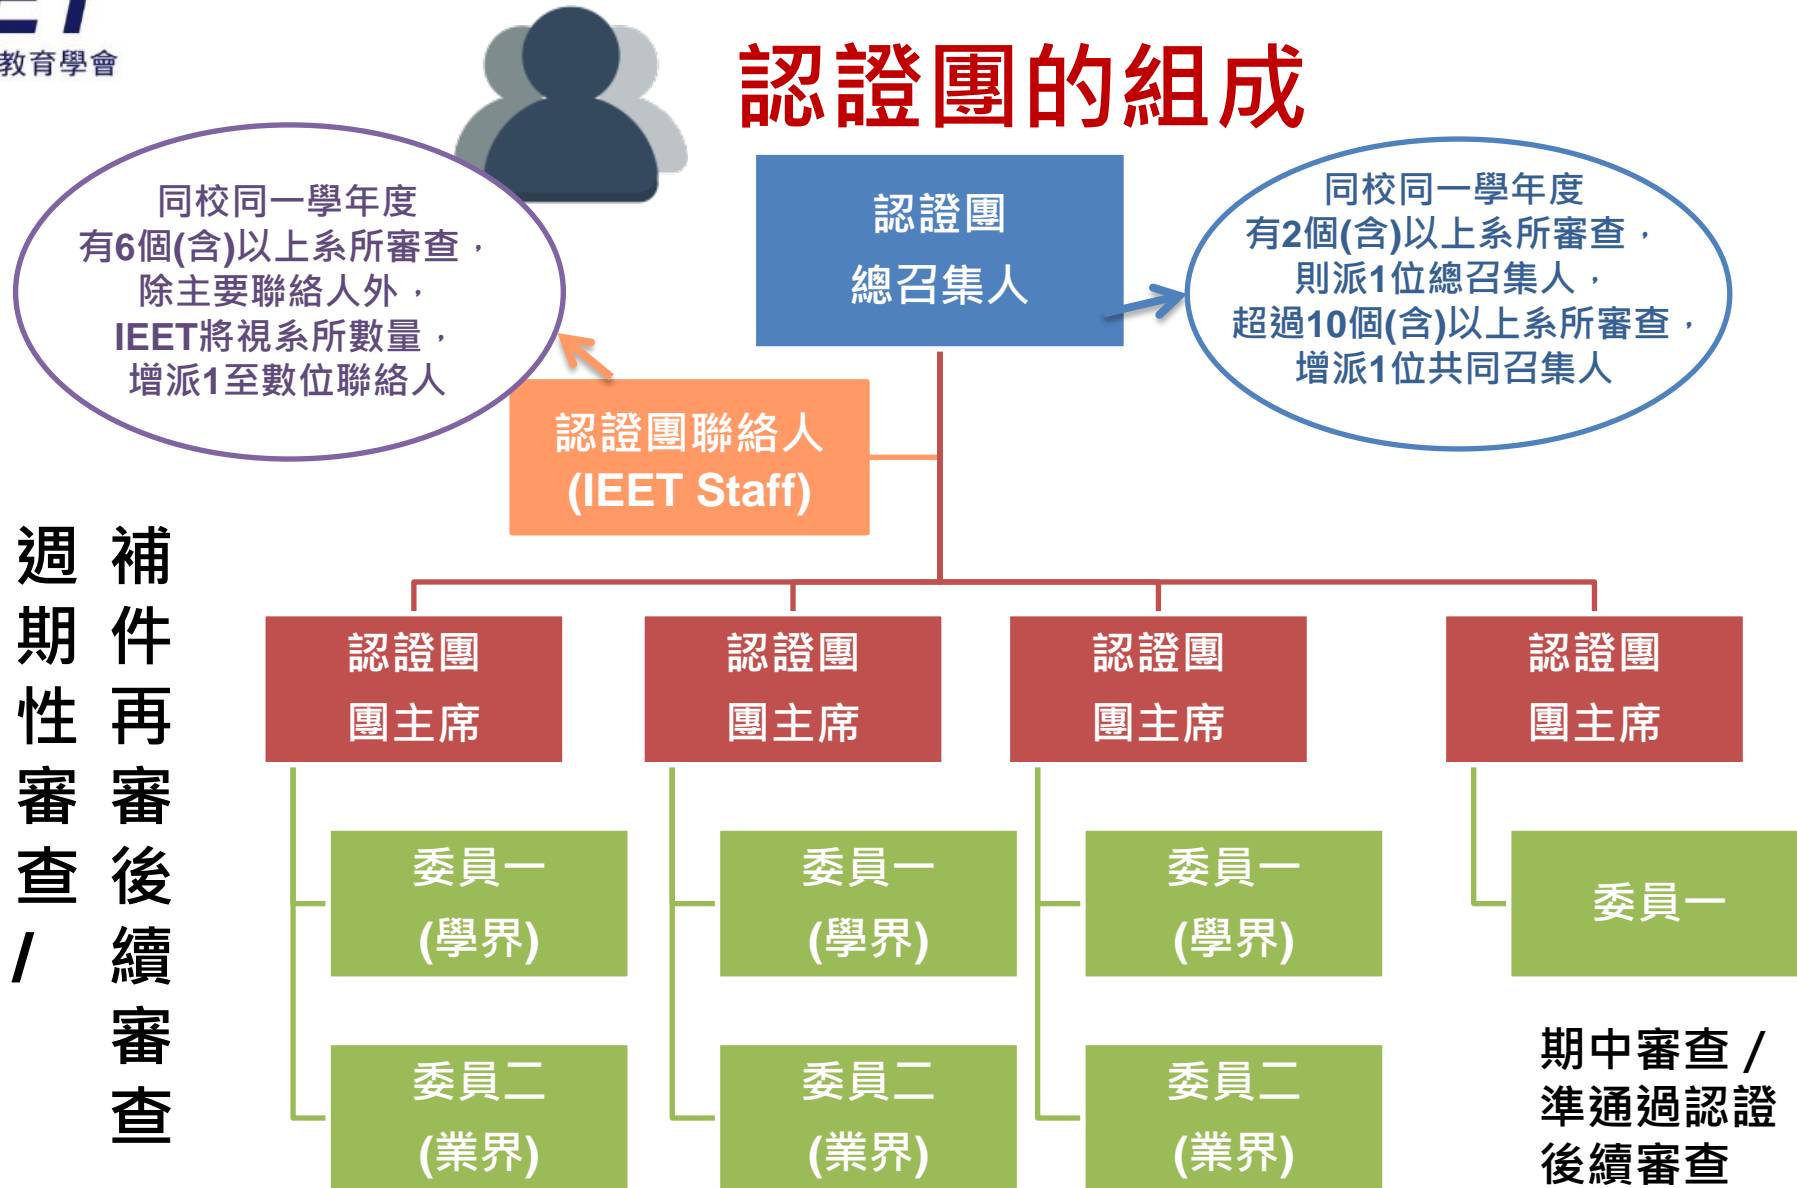 教育學會
認證團的組成
同校同一學年度
有6個(含)以上系所審查，
除主要聯絡人外，
IEET將視系所數量，
增派1至數位聯絡人
認證團
總召集人
同校同一學年度
有2個(含)以上系所審查，
則派1位總召集人，
超過10個(含)以上系所審查，
增派1位共同召集人
認證團聯絡人
(IEET Staff)
週期性審查/
補件再審後續審查
認證團
團主席
認證團
團主席
認證團
團主席
認證團
團主席
委員一
(學界)
委員一
(學界)
委員一
(學界)
委員一
委員二
(業界)
委員二
(業界)
委員二
(業界)
期中審查 /
準通過認證
後續審查